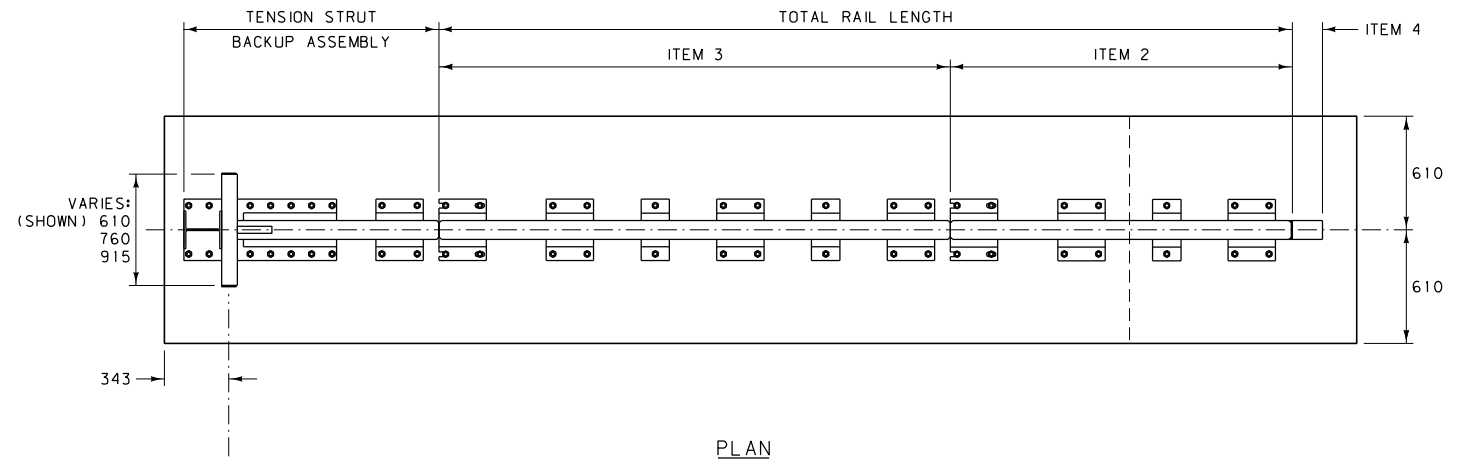 TENSION STRUT
BACKUP ASSEMBLY
TOTAL RAIL LENGTH
ITEM 4
ITEM 3
ITEM 2
VARIES:
(SHOWN) 610
760
915
610
610
343
PLAN